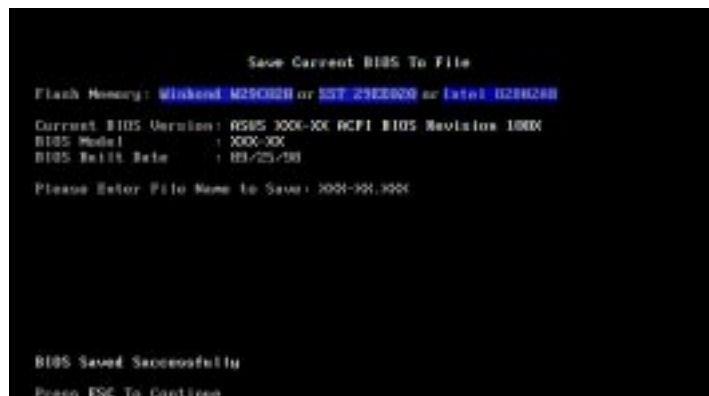 Save Current BIOS To File
Flash Memory: Winbond W29C020 or SST 29EE020 or Intel
Current BIOS Version: ASUS XXX-XX ACPI BIOS Revision 100X
BIOS Model : XXX-XX
BIOS Built Date : 09/25/98
Please Enter File Name to Save: XXX-XX.XXX
BIOS Saved Successfully
Press ESC To Continue